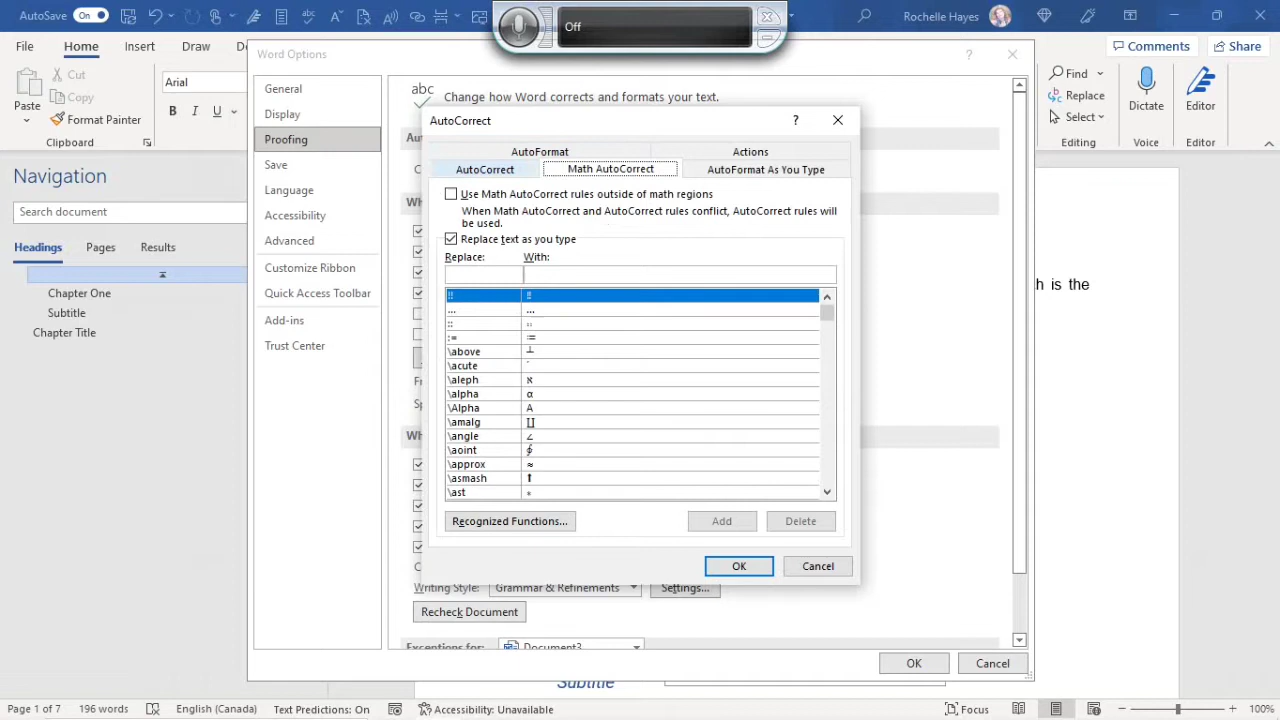 AutoSave On
Off
Rochelle Hayes
File Home Insert Draw
Comments Share
Word Options
Paste Cut Copy Format Painter
Clipboard
Arial
B I U
Find
Replace
Select
Editing
Dictate
Voice
Editor
Editor
Navigation
Search document
Headings Pages Results
Chapter One
Subtitle
Chapter Title
General
Display
Proofing
Save
Language
Accessibility
Advanced
Customize Ribbon
Quick Access Toolbar
Add-ins
Trust Center
abc Change how Word corrects and formats your text.
AutoCorrect
AutoFormat Actions
AutoCorrect Math AutoCorrect AutoFormat As You Type
Use Math AutoCorrect rules outside of math regions
When Math AutoCorrect and AutoCorrect rules conflict, AutoCorrect rules will
be used.
Replace text as you type
Replace: With:
!! ‼
... …
:: ∷
:= ≔
\above ┴
\acute ́
\aleph ℵ
\alpha α
\Alpha Α
\amalg ∐
\angle ∠
\aoint ∳
\approx ≈
\asmash ⬆
\ast ∗
Recognized Functions... Add Delete
OK Cancel
is the
Writing Style: Grammar & Refinements Settings...
Recheck Document
Exceptions for: Document3
OK Cancel
Subtitle
Page 1 of 7 196 words English (Canada) Text Predictions: On Accessibility: Unavailable Focus 100%